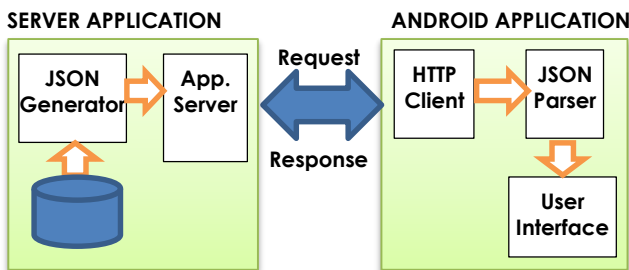 SERVER APPLICATION
JSON
Generator
App.
Server
Request
Response
ANDROID APPLICATION
HTTP
Client
JSON
Parser
User
Interface